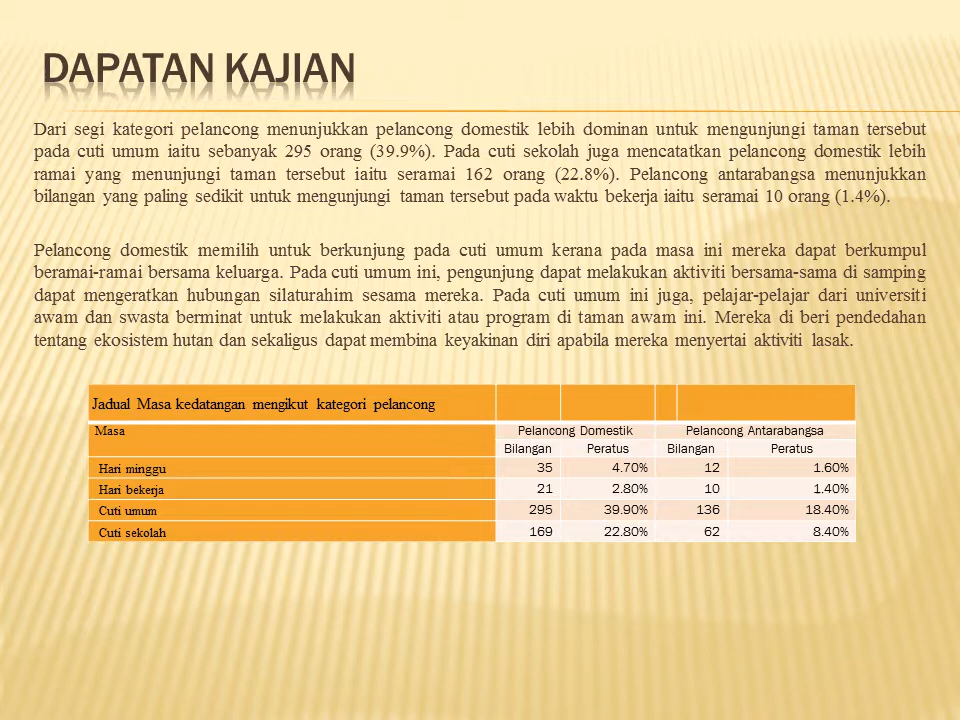 DAPATAN KAJIAN
Dari segi kategori pelancong menunjukkan pelancong domestik lebih dominan untuk mengunjungi taman tersebut
pada cuti umum iaitu sebanyak 295 orang (39.9%). Pada cuti sekolah juga mencatatkan pelancong domestik lebih
ramai yang menunjungi taman tersebut iaitu seramai 162 orang (22.8%). Pelancong antarabangsa menunjukkan
bilangan yang paling sedikit untuk mengunjungi taman tersebut pada waktu bekerja iaitu seramai 10 orang (1.4%).
Pelancong domestik memilih untuk berkunjung pada cuti umum kerana pada masa ini mereka dapat berkumpul
beramai-ramai bersama keluarga. Pada cuti umum ini, pengunjung dapat melakukan aktiviti bersama-sama di samping
dapat mengeratkan hubungan silaturahim sesama mereka. Pada cuti umum ini juga, pelajar-pelajar dari universiti
awam dan swasta berminat untuk melakukan aktiviti atau program di taman awam ini. Mereka di beri pendedahan
tentang ekosistem hutan dan sekaligus dapat membina keyakinan diri apabila mereka menyertai aktiviti lasak.
Jadual Masa kedatangan mengikut kategori pelancong
Masa Pelancong Domestik Pelancong Antarabangsa
Bilangan Peratus Bilangan Peratus
Hari minggu 35 4.70% 12 1.60%
Hari bekerja 21 2.80% 10 1.40%
Cuti umum 295 39.90% 136 18.40%
Cuti sekolah 169 22.80% 62 8.40%